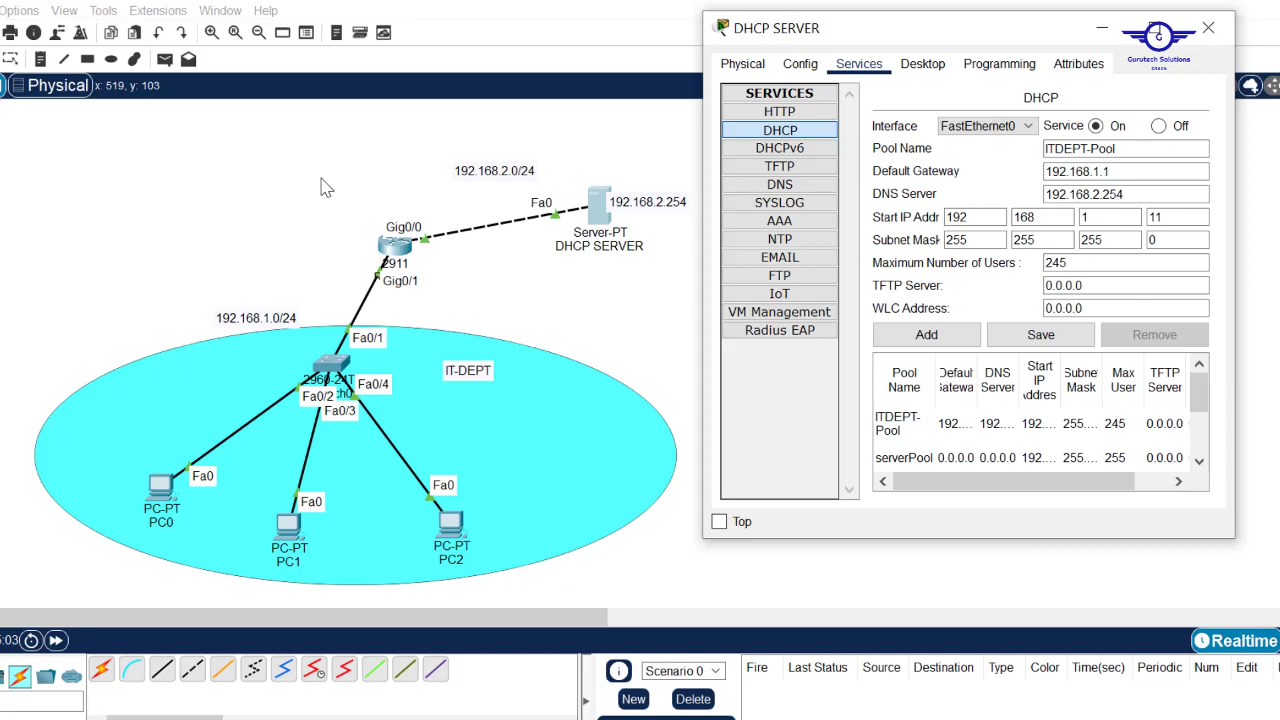 Options View Tools Extensions Window Help
Physical x: 519, y: 103
192.168.2.0/24
Fa0
192.168.2.254
Server-PT
DHCP SERVER
Gig0/0
2911
Gig0/1
192.168.1.0/24
Fa0/1
IT-DEPT
2960-24T
Fa0/4
Fa0/2
Fa0/3
Fa0
PC-PT
PC0
Fa0
PC-PT
PC1
Fa0
PC-PT
PC2
DHCP SERVER
Gurutech Solutions
Physical Config Services Desktop Programming Attributes
SERVICES
HTTP
DHCP
DHCPv6
TFTP
DNS
SYSLOG
AAA
NTP
EMAIL
FTP
IoT
VM Management
Radius EAP
DHCP
Interface FastEthernet0 Service On Off
Pool Name ITDEPT-Pool
Default Gateway 192.168.1.1
DNS Server 192.168.2.254
Start IP Addr 192 168 1 11
Subnet Mask 255 255 255 0
Maximum Number of Users : 245
TFTP Server: 0.0.0.0
WLC Address: 0.0.0.0
Add Save Remove
Pool Name Defaul Gatewa DNS Server Start IP Addres Subne Mask Max User TFTP Server
ITDEPT-Pool 192.... 192.... 192.... 255.... 245 0.0.0.0
serverPool 0.0.0.0 0.0.0.0 192.... 255.... 255 0.0.0.0
Top
5:03
Realtime
Scenario 0
New Delete
Fire Last Status Source Destination Type Color Time(sec) Periodic Num Edit